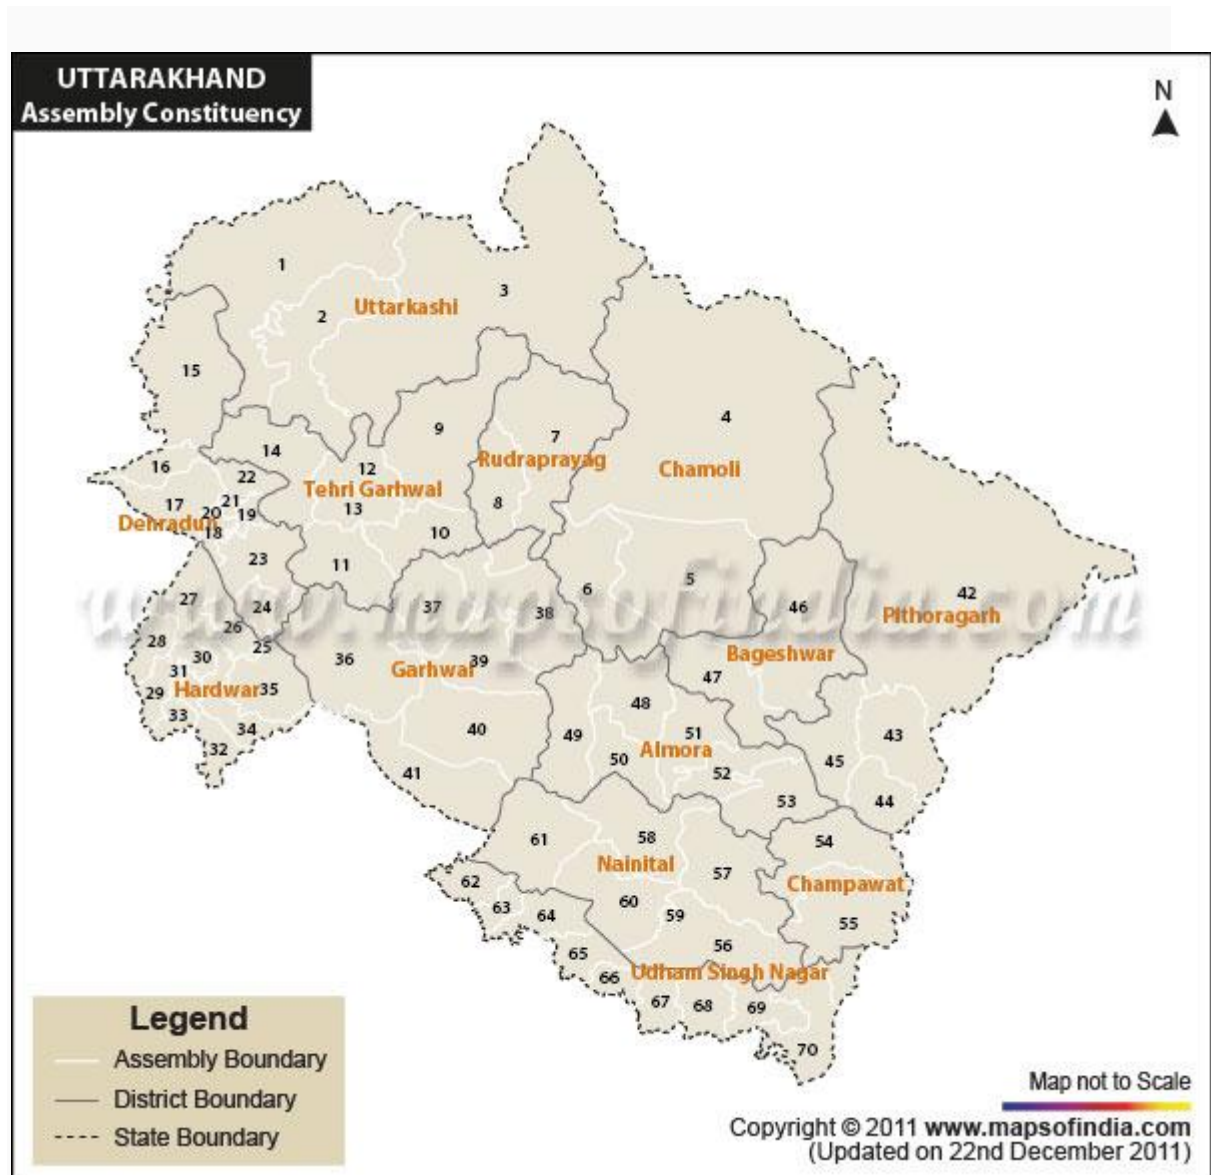 UTTARAKHAND
Assembly Constituency
N
1
3
2
Uttarkashi
15
4
9
7
14
12
Rudraprayag
Chamoli
16
22
Tehri Garhwal
17
21
8
13
20
19
Dehradun
18
10
23
11
5
6
42
27
24
37
38
46
www.mapsofindia.com
Pithoragarh
26
28
25
30
36
39
Bageshwar
31
Garhwal
47
29
Hardwar
35
48
33
34
40
49
51
43
32
Almora
50
45
41
52
53
44
61
58
54
Nainital
57
62
Champawat
63
60
64
59
55
65
56
66
Udham Singh Nagar
67
68
69
70
Legend
Assembly Boundary
District Boundary
State Boundary
Map not to Scale
Copyright © 2011 www.mapsofindia.com
(Updated on 22nd December 2011)